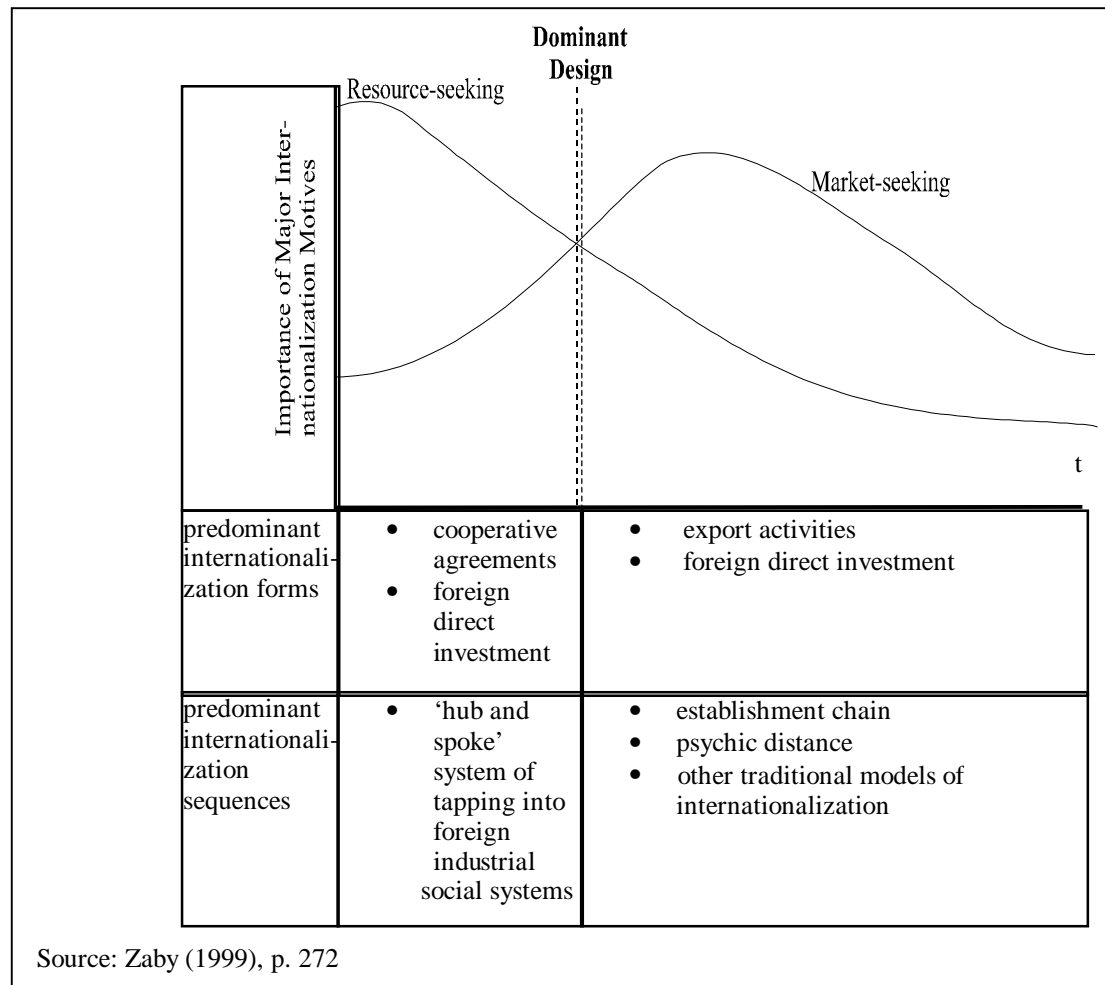 Dominant
Design
Resource-seeking
Market-seeking
Importance of Major Inter-
nationalization Motives
t
predominant
internationali-
zation forms
• cooperative
agreements
• foreign
direct
investment
• export activities
• foreign direct investment
predominant
internationali-
zation
sequences
• ‘hub and
spoke’
system of
tapping into
foreign
industrial
social systems
• establishment chain
• psychic distance
• other traditional models of
internationalization
Source: Zaby (1999), p. 272